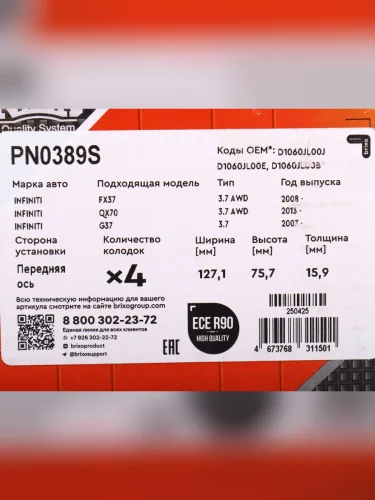 Quality System
PN0389S
Коды OEM*: D1060JL00J
D1060JL00E, D1060JL03B
Марка авто Подходящая модель Тип Год выпуска
INFINITI FX37 3.7 AWD 2008 -
INFINITI QX70 3.7 AWD 2013 -
INFINITI G37 3.7 2007 -
Сторона установки Количество колодок Ширина [мм] Высота [мм] Толщина [мм]
Передняя ось ×4 127,1 75,7 15,9
Всю техническую информацию для вашего
артикула смотрите на сайте brixogroup.com
8 800 302-23-72
Единая линия для всех клиентов
+7 926 302-22-72
@brixoproduct
@brixosupport
EAC
ECE R90
HIGH QUALITY
250425
4 673768 311501
brixo